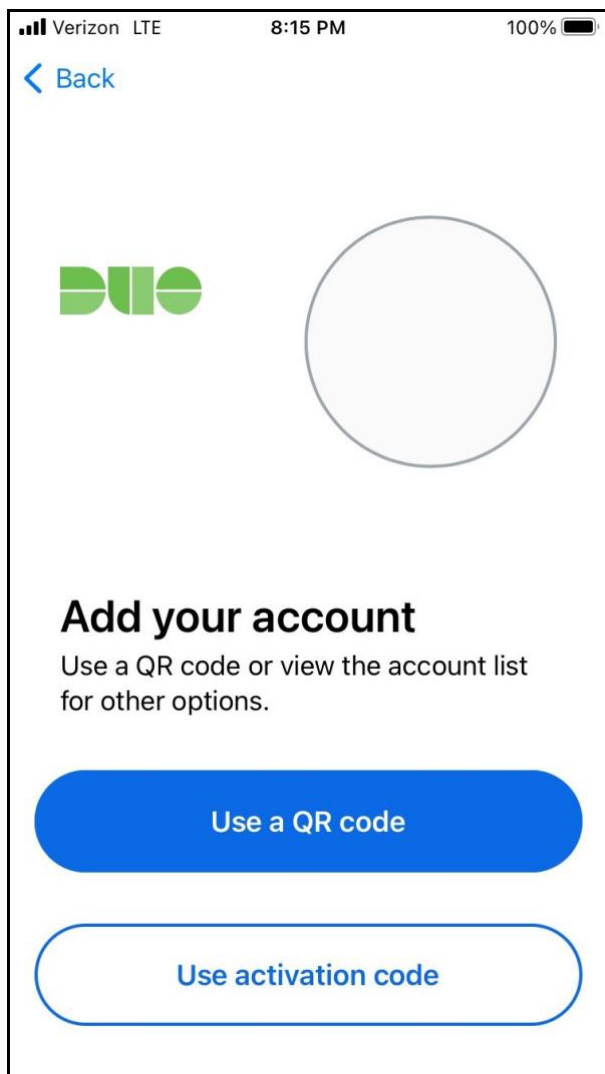 Verizon LTE 8:15 PM 100%
Back
DUO
Add your account
Use a QR code or view the account list
for other options.
Use a QR code
Use activation code